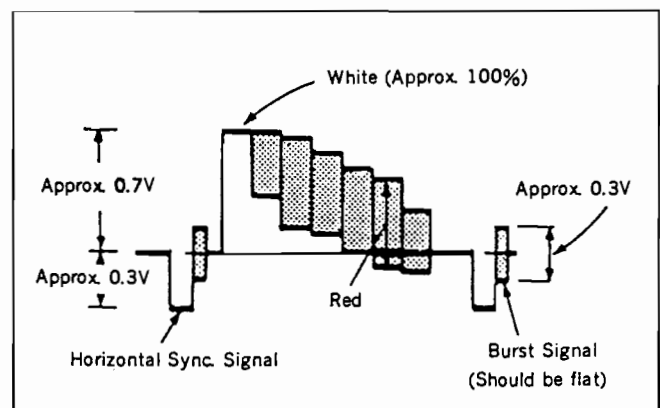 White (Approx. 100%)
Approx. 0.7V
Approx. 0.3V
Approx. 0.3V
Red
Horizontal Sync. Signal
Burst Signal
(Should be flat)